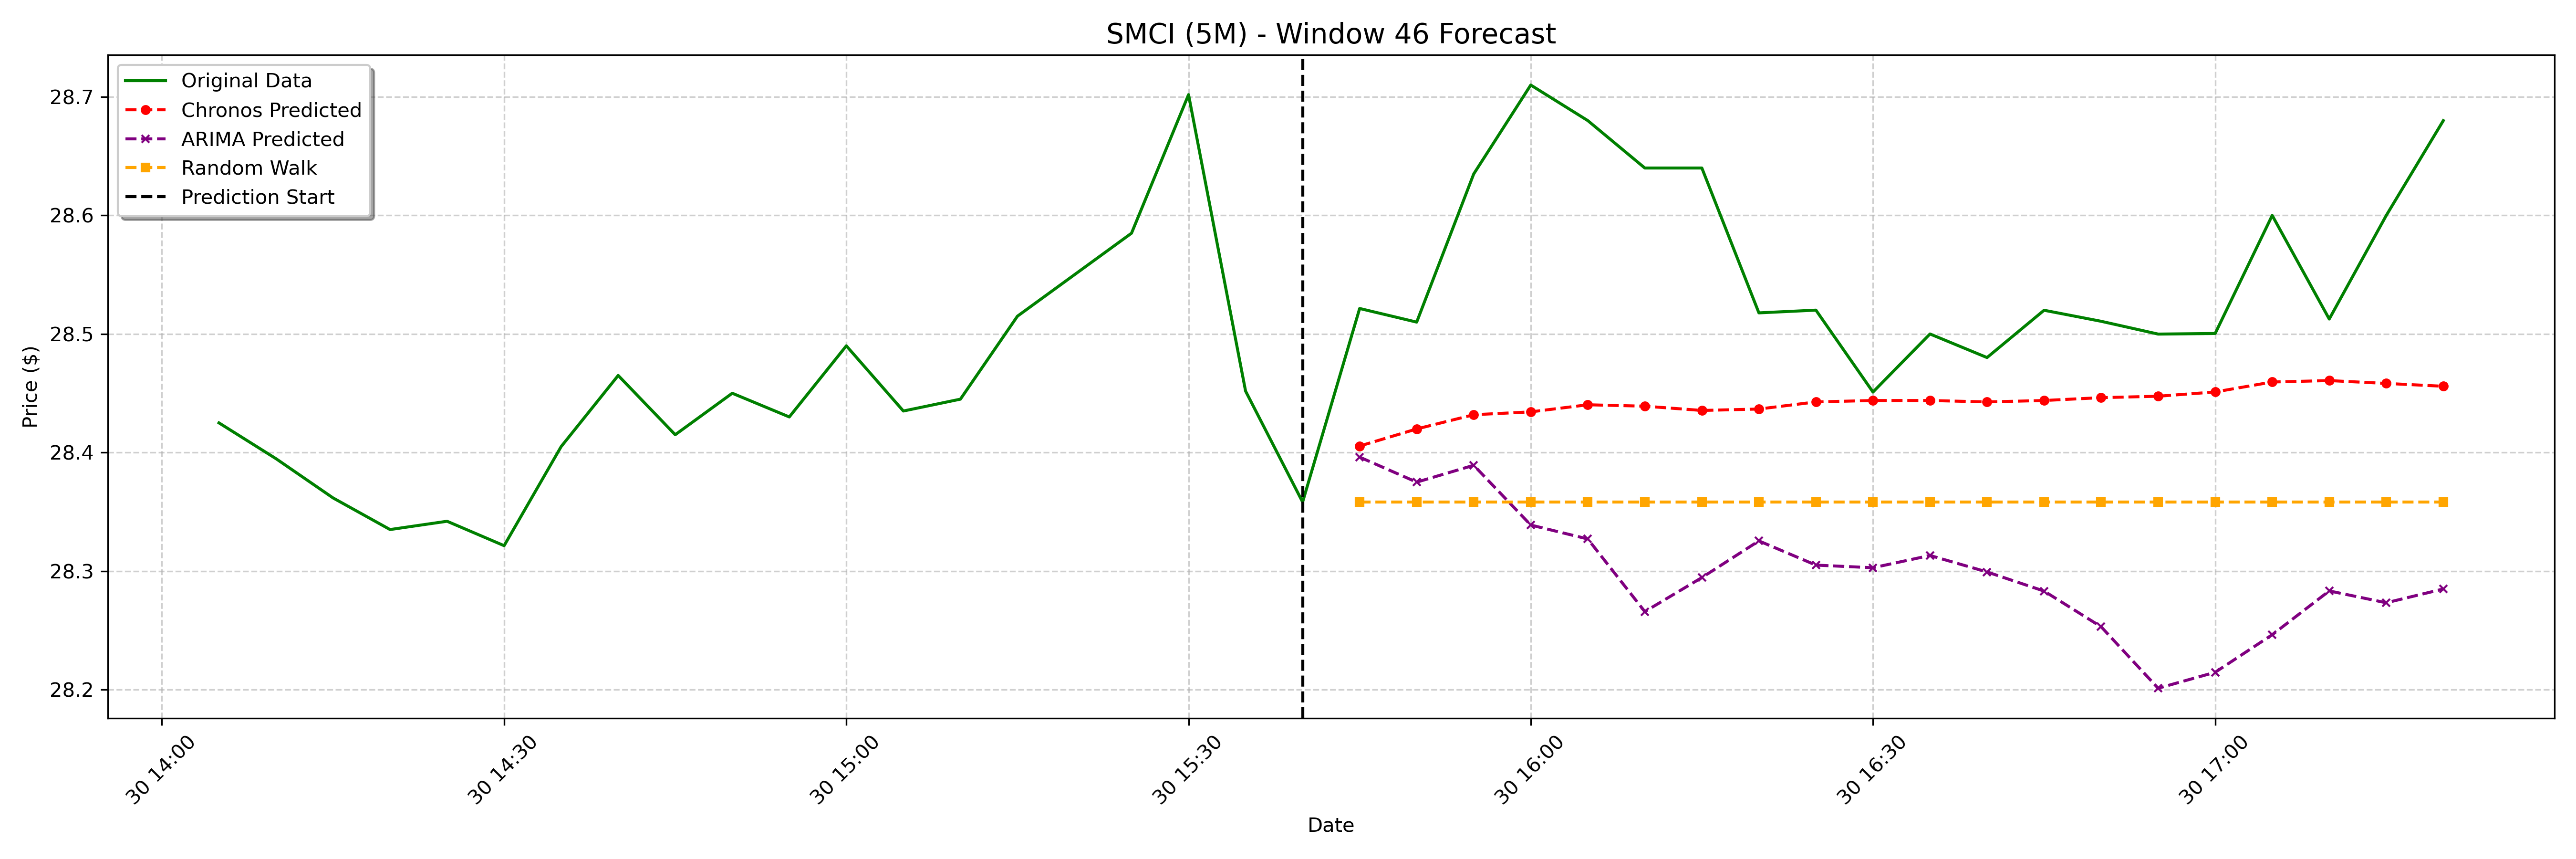 SMCI (5M) - Window 46 Forecast
Original Data
Chronos Predicted
ARIMA Predicted
Random Walk
Prediction Start
Price ($)
28.7
28.6
28.5
28.4
28.3
28.2
30 14:00
30 14:30
30 15:00
30 15:30
30 16:00
30 16:30
30 17:00
Date